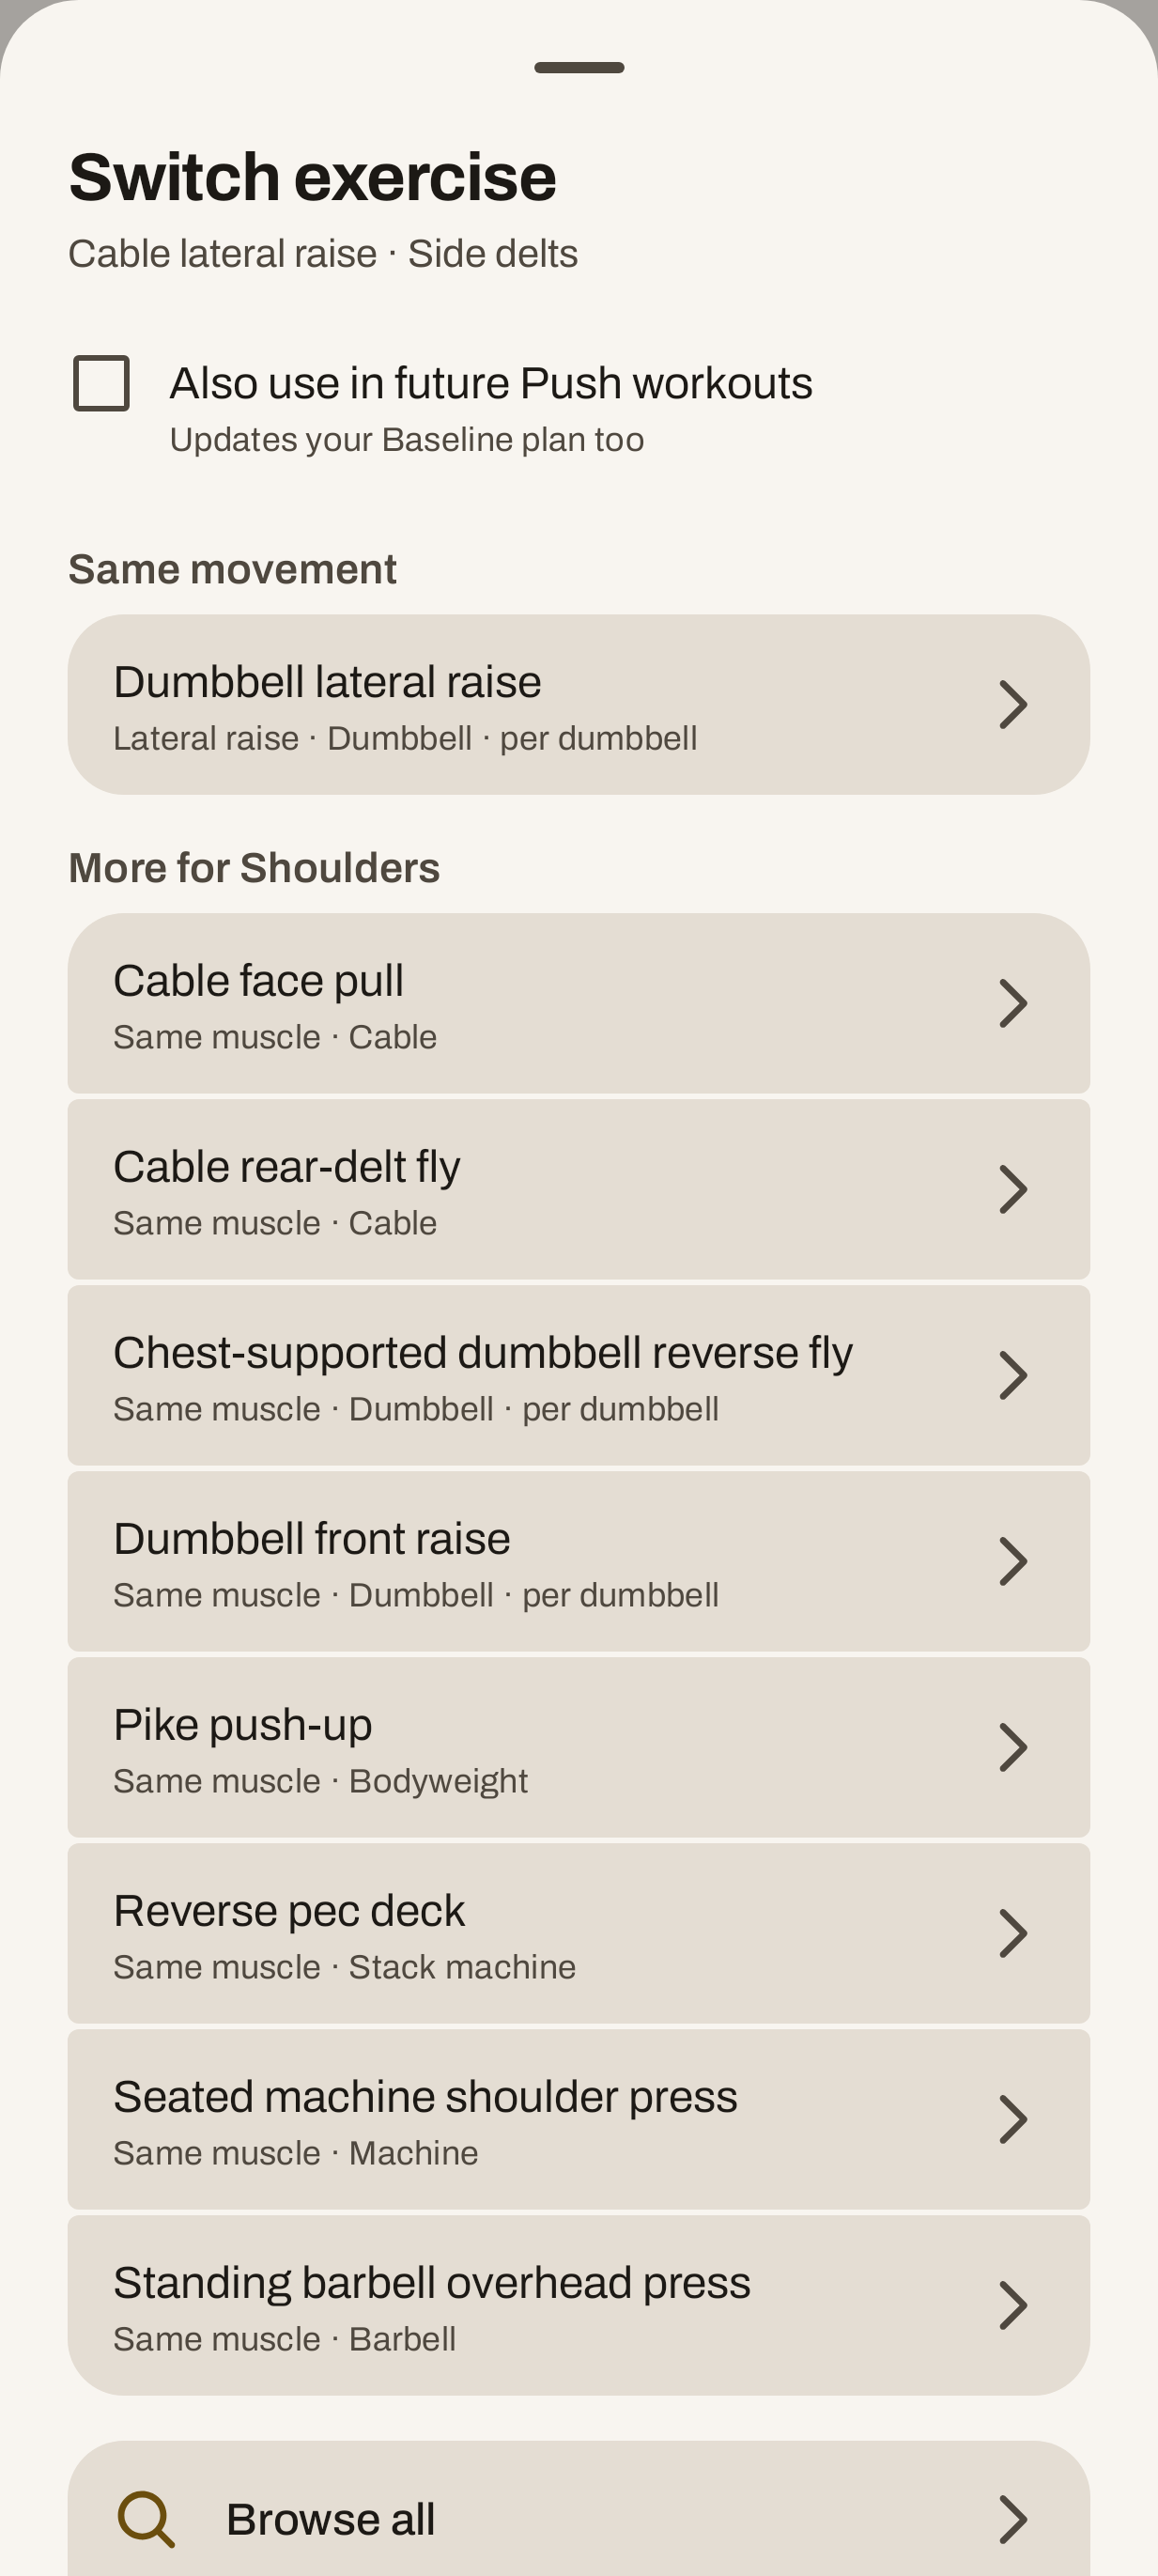 Switch exercise
Cable lateral raise · Side delts
Also use in future Push workouts
Updates your Baseline plan too
Same movement
Dumbbell lateral raise
Lateral raise · Dumbbell · per dumbbell
More for Shoulders
Cable face pull
Same muscle · Cable
Cable rear-delt fly
Same muscle · Cable
Chest-supported dumbbell reverse fly
Same muscle · Dumbbell · per dumbbell
Dumbbell front raise
Same muscle · Dumbbell · per dumbbell
Pike push-up
Same muscle · Bodyweight
Reverse pec deck
Same muscle · Stack machine
Seated machine shoulder press
Same muscle · Machine
Standing barbell overhead press
Same muscle · Barbell
Browse all